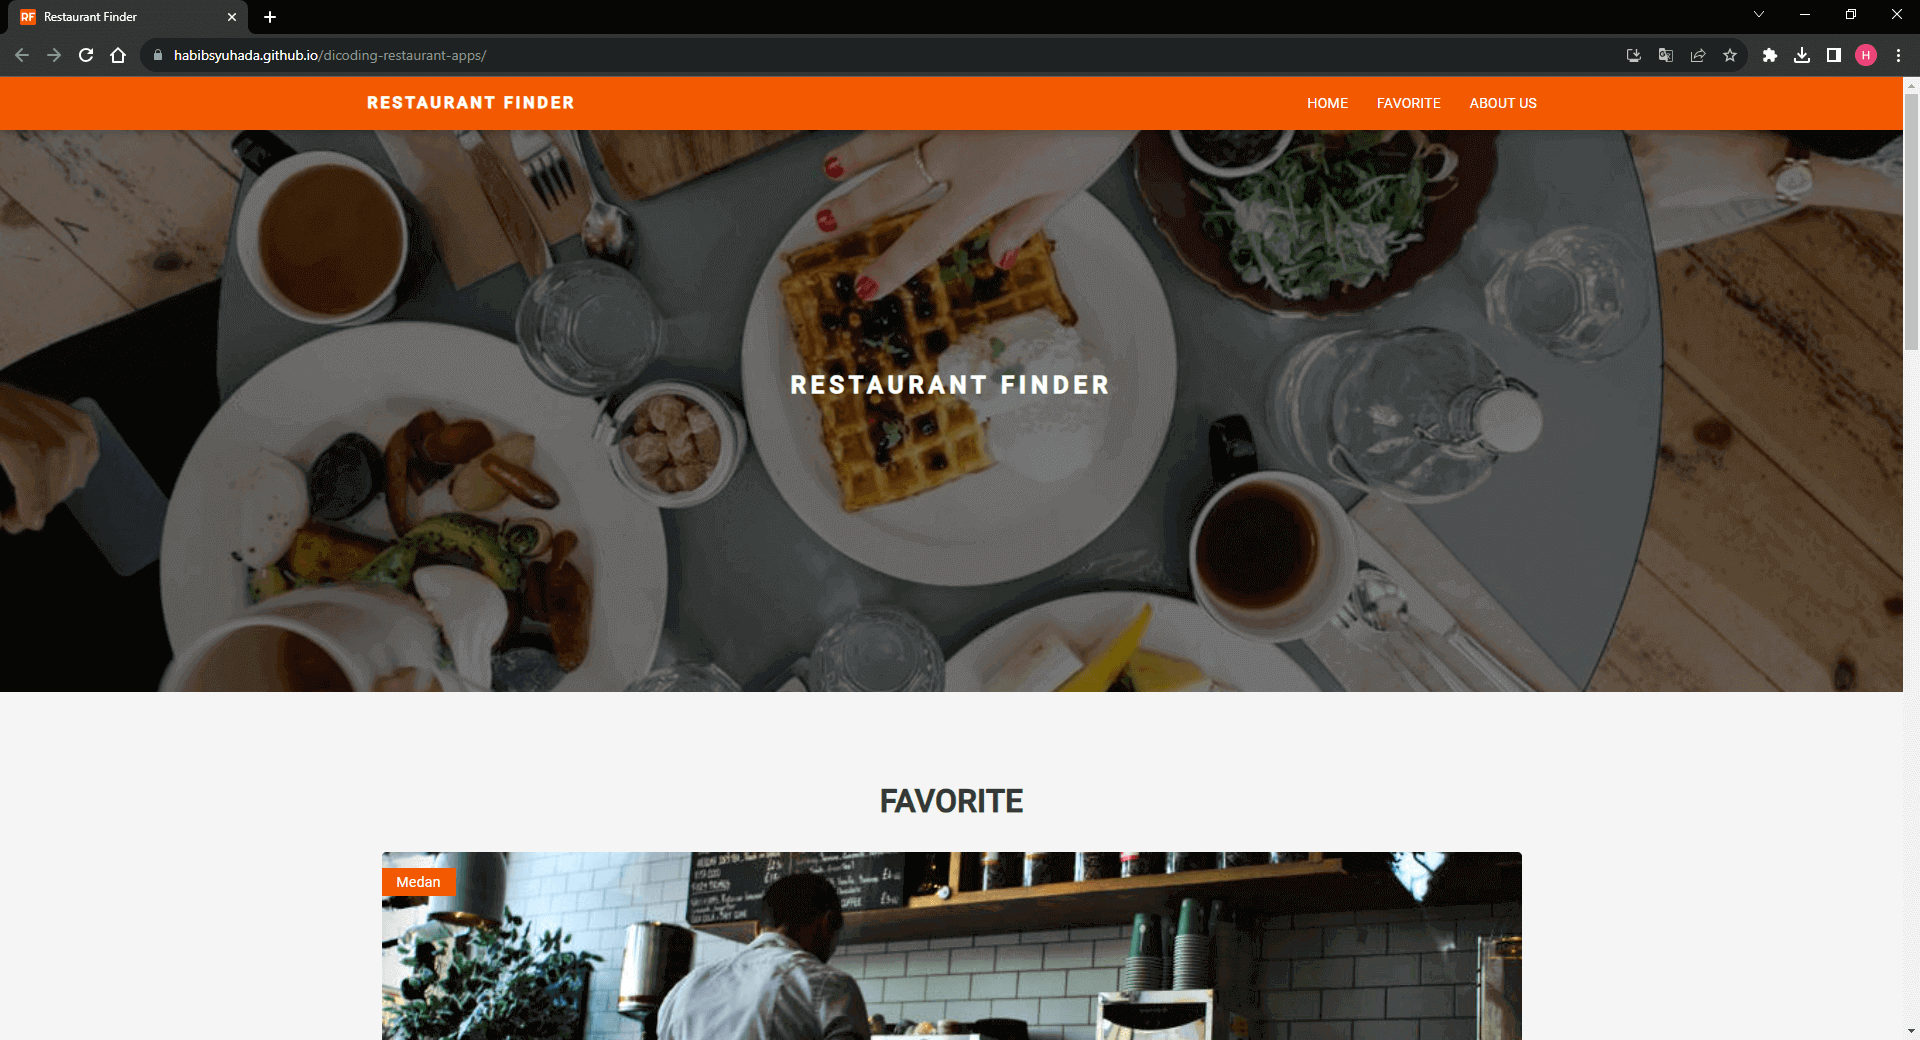 RF Restaurant Finder
habibsyuhada.github.io/dicoding-restaurant-apps/
H
RESTAURANT FINDER
HOME FAVORITE ABOUT US
RESTAURANT FINDER
FAVORITE
Medan